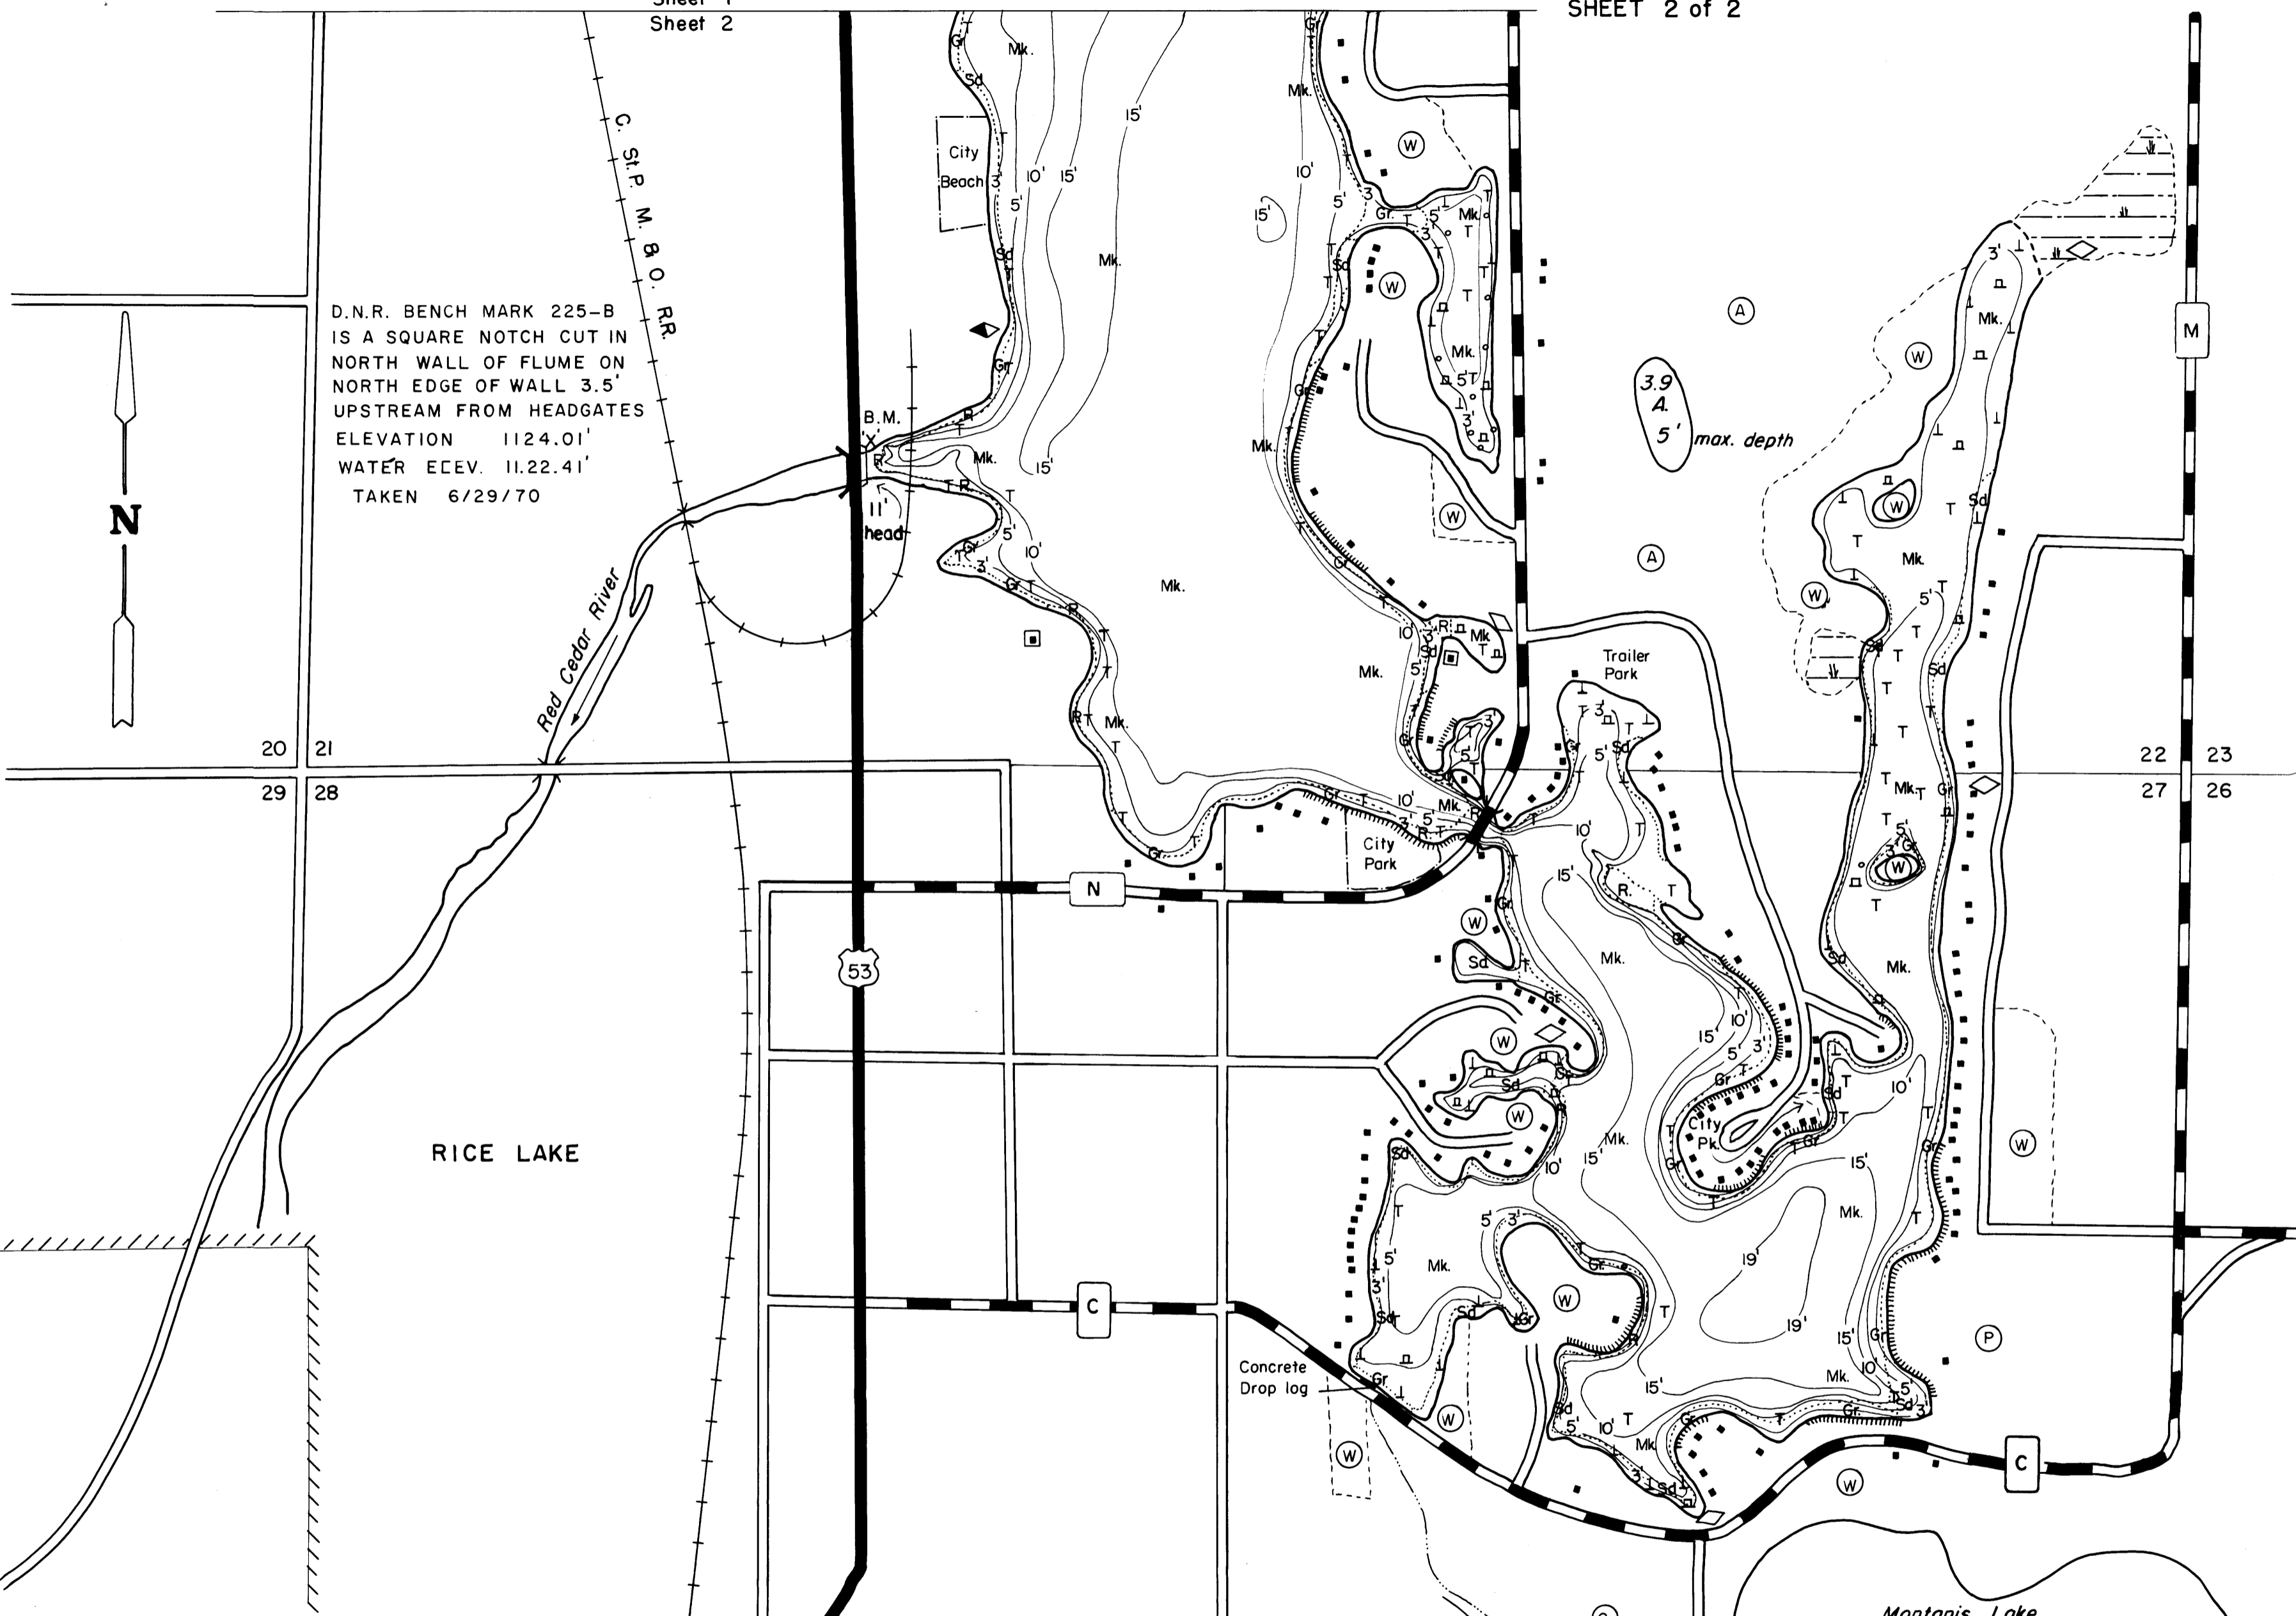 Sheet 2
SHEET 2 of 2
C. St.P. M. & O. R.R.
City
Beach
D.N.R. BENCH MARK 225-B
IS A SQUARE NOTCH CUT IN
NORTH WALL OF FLUME ON
NORTH EDGE OF WALL 3.5'
UPSTREAM FROM HEADGATES
ELEVATION 1124.01'
WATER ELEV. 11.22.41'
TAKEN 6/29/70
N
B.M.
'X'
11'
head
Red Cedar River
20 21
29 28
3.9
A.
5' max. depth
M
Trailer
Park
22 23
27 26
City
Park
N
53
City
Pk.
RICE LAKE
C
Concrete
Drop log
C
Montanis Lake
Gr
T
Mk.
Sd
15'
10'
5'
3'
R
W
A
P
19'
19'